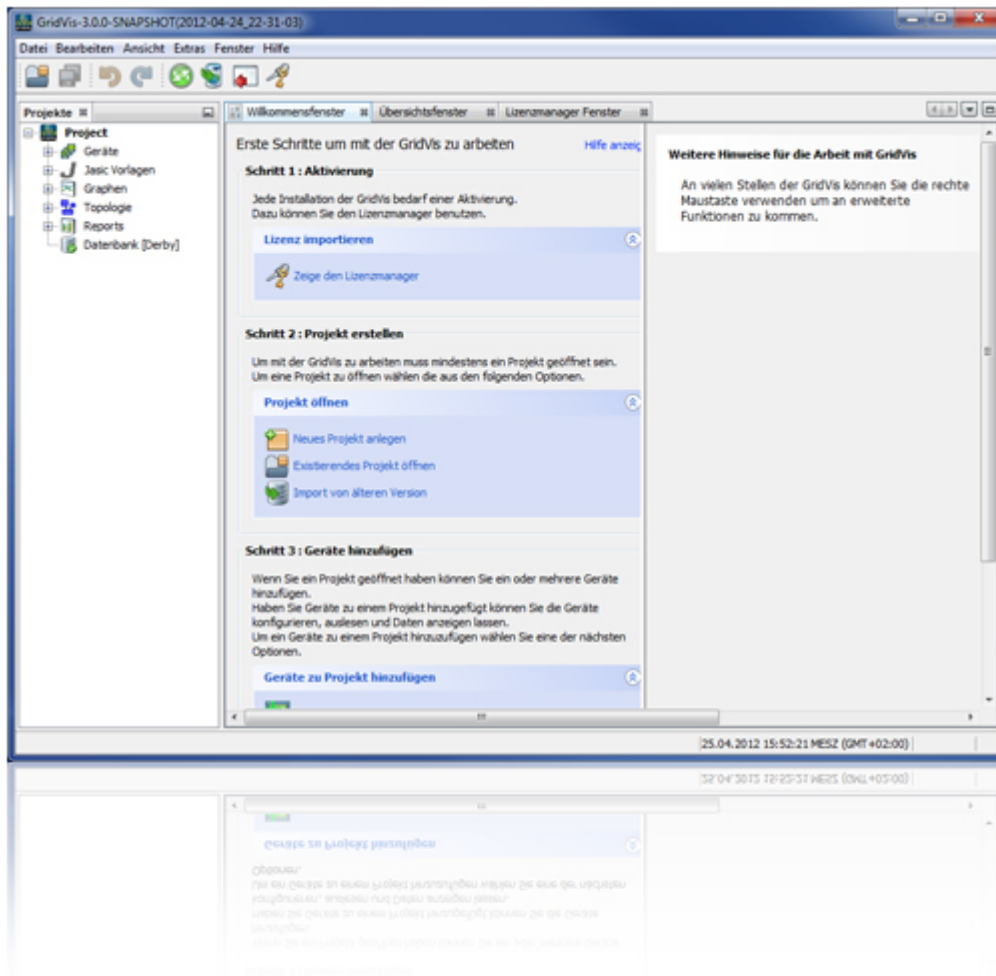 GridVis-3.0.0-SNAPSHOT(2012-04-24_22-31-03)
Datei Bearbeiten Ansicht Extras Fenster Hilfe
Projekte
Project
Geräte
Jasic Vorlagen
Graphen
Topologie
Reports
Datenbank [Derby]
Willkommensfenster Übersichtsfenster Lizenzmanager Fenster
Erste Schritte um mit der GridVis zu arbeiten
Hilfe anzeig
Schritt 1 : Aktivierung
Jede Installation der GridVis bedarf einer Aktivierung.
Dazu können Sie den Lizenzmanager benutzen.
Lizenz importieren
Zeige den Lizenzmanager
Schritt 2 : Projekt erstellen
Um mit der GridVis zu arbeiten muss mindestens ein Projekt geöffnet sein.
Um eine Projekt zu öffnen wählen die aus den folgenden Optionen.
Projekt öffnen
Neues Projekt anlegen
Existierendes Projekt öffnen
Import von älteren Version
Schritt 3 : Geräte hinzufügen
Wenn Sie ein Projekt geöffnet haben können Sie ein oder mehrere Geräte
hinzufügen.
Haben Sie Geräte zu einem Projekt hinzugefügt können Sie die Geräte
konfigurieren, auslesen und Daten anzeigen lassen.
Um ein Geräte zu einem Projekt hinzuzufügen wählen Sie eine der nächsten
Optionen.
Geräte zu Projekt hinzufügen
Weitere Hinweise für die Arbeit mit GridVis
An vielen Stellen der GridVis können Sie die rechte
Maustaste verwenden um an erweiterte
Funktionen zu kommen.
25.04.2012 15:52:21 MESZ (GMT+02:00)